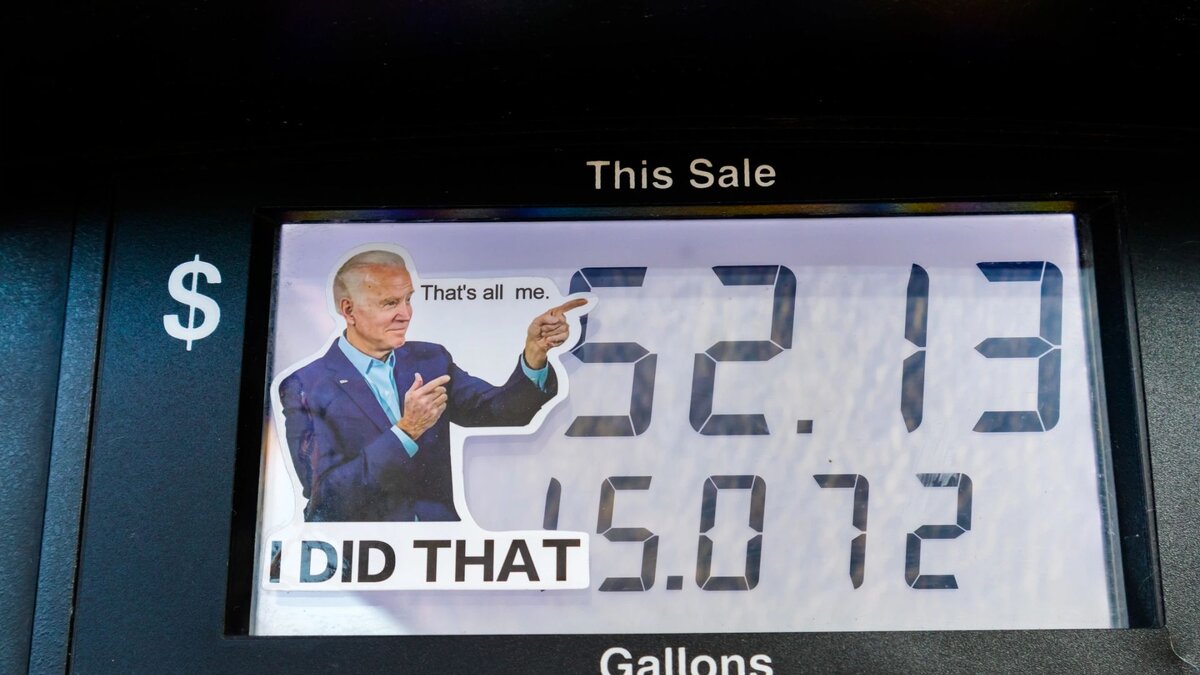 This Sale
$
That's all me.
52.13
15.072
I DID THAT
Gallons